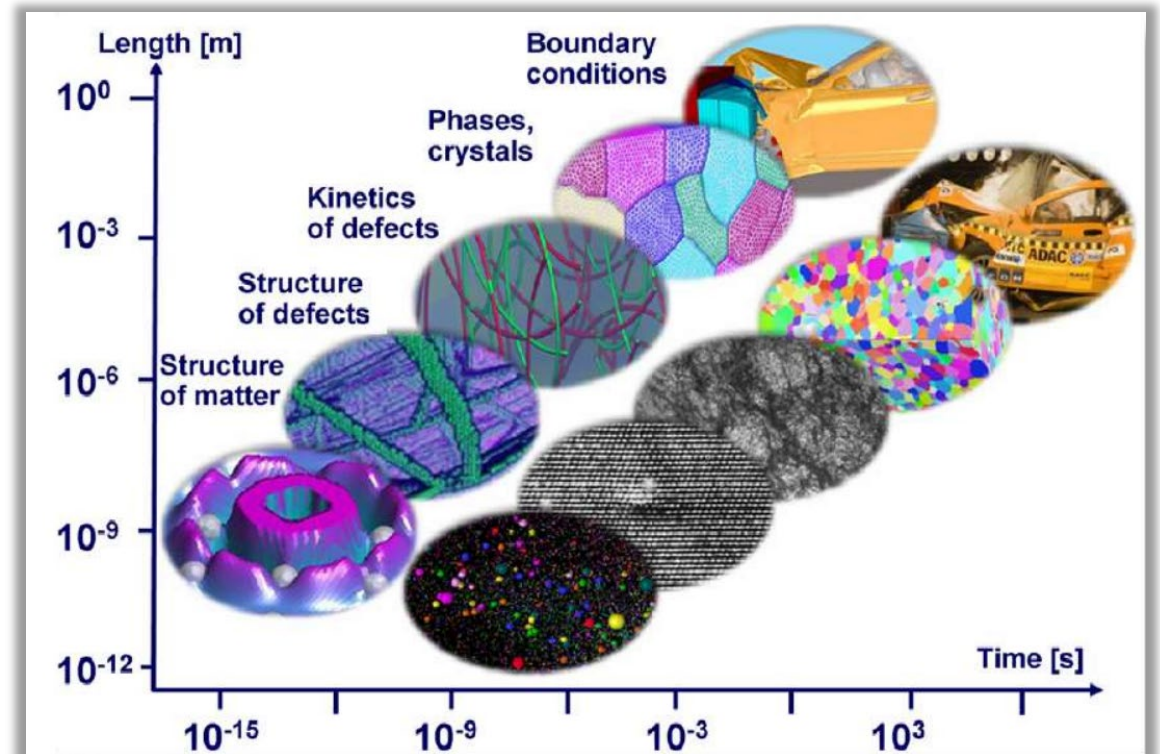 Length [m]
Boundary
conditions
10⁰
Phases,
crystals
Kinetics
of defects
10⁻³
ADAC
Structure
of defects
Structure
of matter
10⁻⁶
10⁻⁹
10⁻¹²
Time [s]
10⁻¹⁵
10⁻⁹
10⁻³
10³